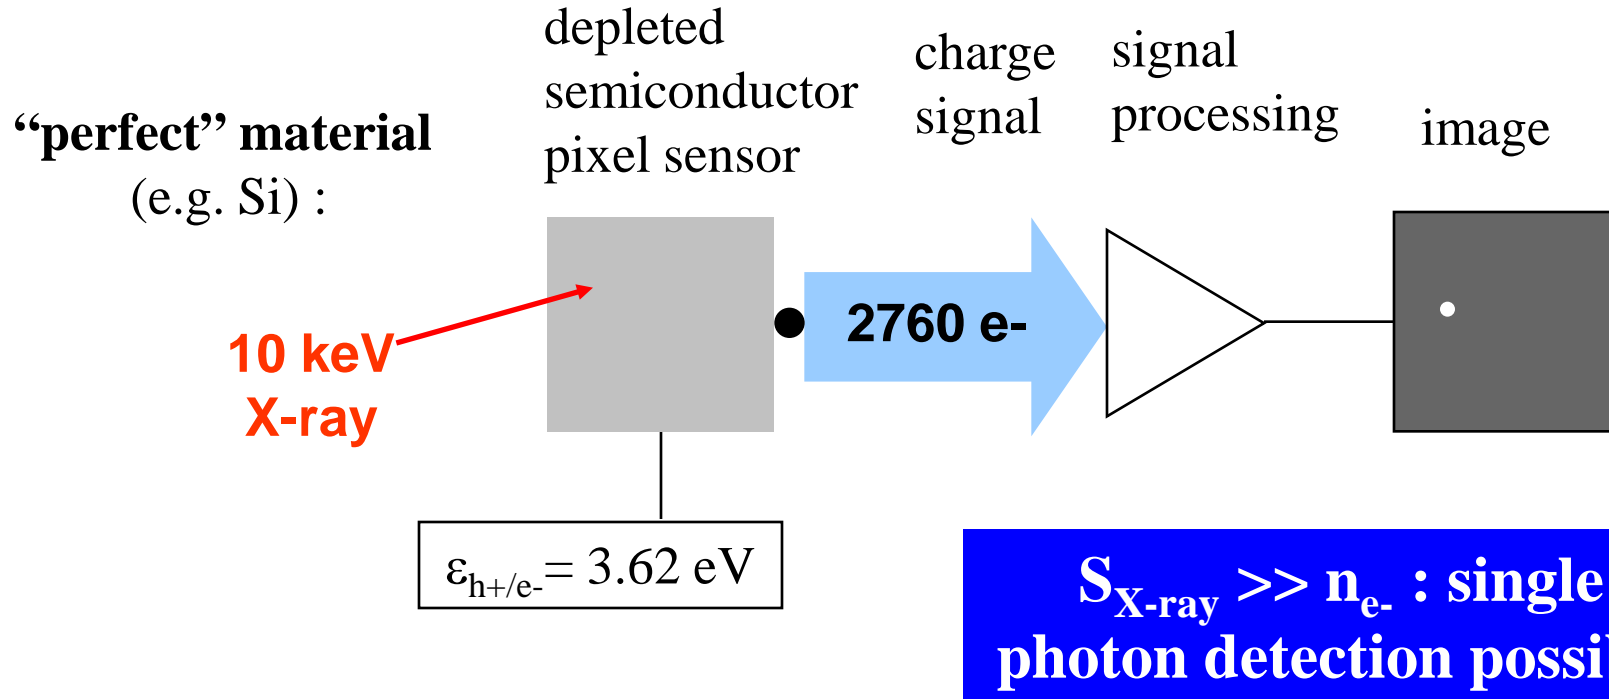 depleted
semiconductor
pixel sensor
charge
signal
signal
processing
image
“perfect” material
(e.g. Si) :
10 keV
X-ray
2760 e-
εh+/e-= 3.62 eV
SX-ray >> ne- : single
photon detection possi